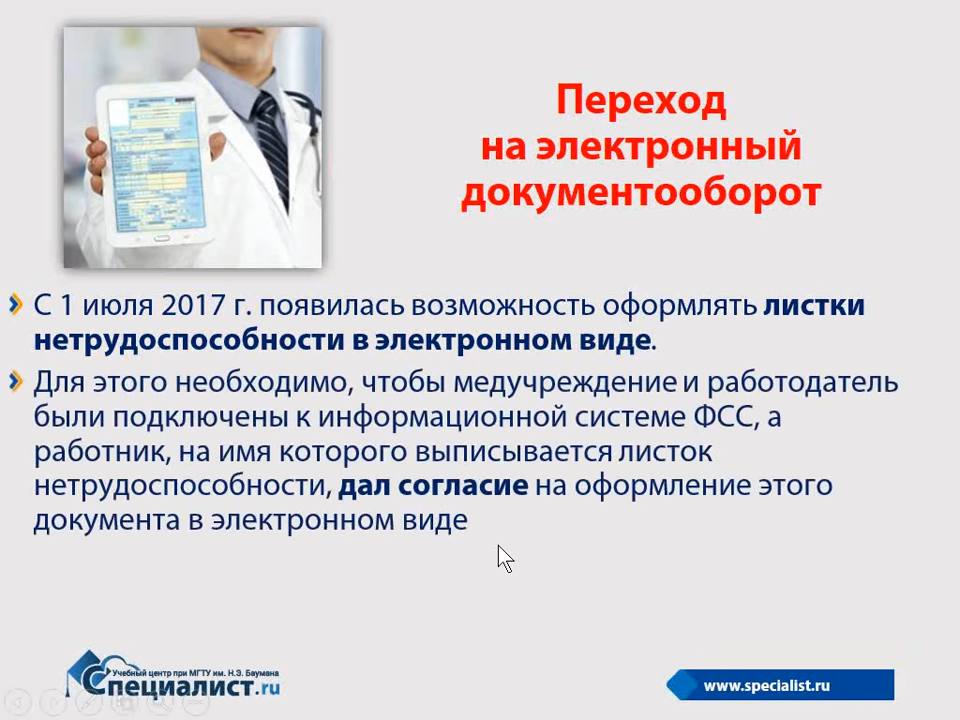 Переход
на электронный
документооборот
С 1 июля 2017 г. появилась возможность оформлять листки
нетрудоспособности в электронном виде.
Для этого необходимо, чтобы медучреждение и работодатель
были подключены к информационной системе ФСС, а
работник, на имя которого выписывается листок
нетрудоспособности, дал согласие на оформление этого
документа в электронном виде
Учебный центр при МГТУ им. Н.Э. Баумана
Специалист.ru
www.specialist.ru